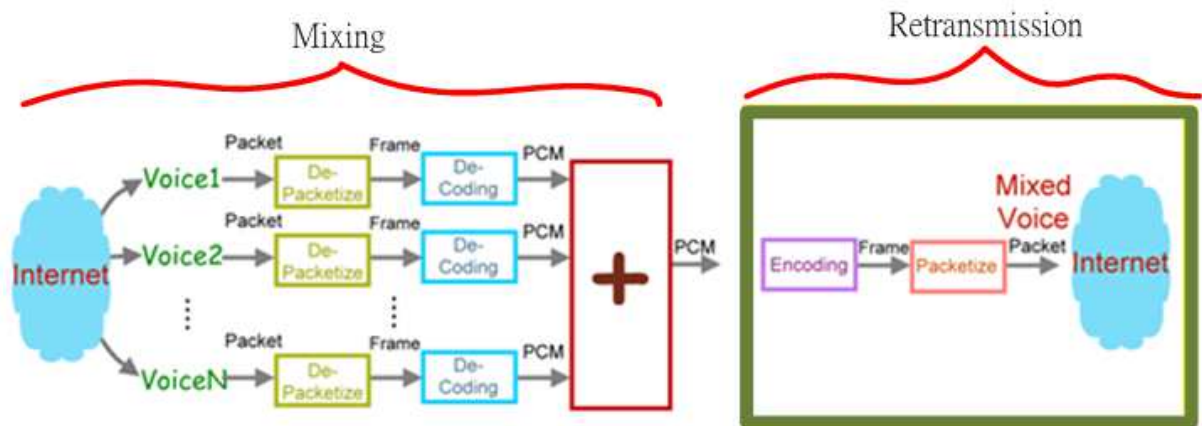 Mixing
Retransmission
Packet
Frame
PCM
Voice1
De-
Packetize
De-
Coding
Packet
Frame
PCM
Voice2
De-
Packetize
De-
Coding
Internet
Packet
Frame
PCM
VoiceN
De-
Packetize
De-
Coding
+
PCM
Encoding
Frame
Packetize
Mixed
Voice
Packet
Internet